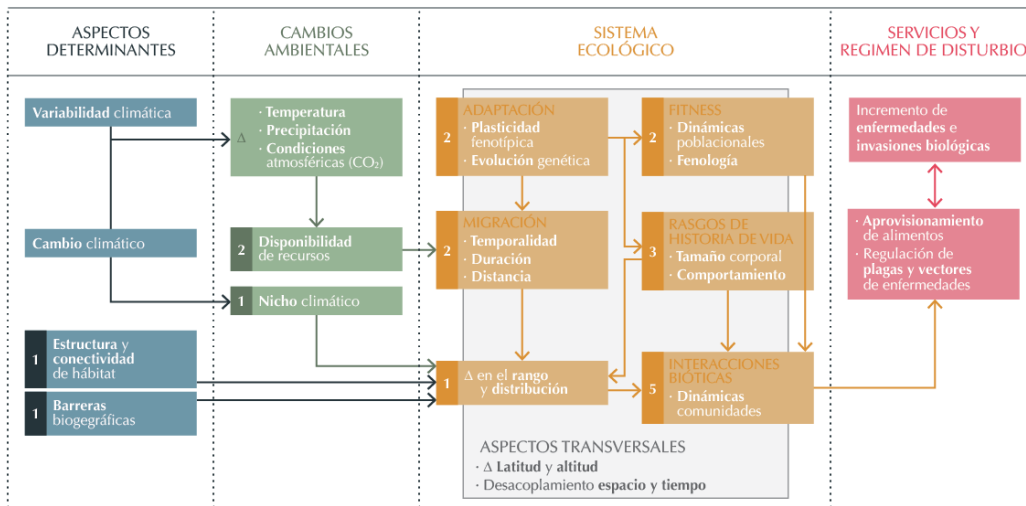 ASPECTOS
DETERMINANTES
CAMBIOS
AMBIENTALES
SISTEMA
ECOLÓGICO
SERVICIOS Y
REGIMEN DE DISTURBIO
Variabilidad climática
Cambio climático
1
Estructura y
conectividad
de hábitat
1
Barreras
biogegráficas
Δ
· Temperatura
· Precipitación
· Condiciones
atmosféricas (CO₂)
2
Disponibilidad
de recursos
1
Nicho climático
ADAPTACIÓN
2
· Plasticidad
fenotípica
· Evolución genética
MIGRACIÓN
2
· Temporalidad
· Duración
· Distancia
1
Δ en el rango
y distribución
FITNESS
2
· Dinámicas
poblacionales
· Fenología
RASGOS DE
HISTORIA DE VIDA
3
· Tamaño corporal
· Comportamiento
INTERACCIONES
BIÓTICAS
5
· Dinámicas
comunidades
ASPECTOS TRANSVERSALES
· Δ Latitud y altitud
· Desacoplamiento espacio y tiempo
Incremento de
enfermedades e
invasiones biológicas
· Aprovisionamiento
de alimentos
· Regulación de
plagas y vectores
de enfermedades